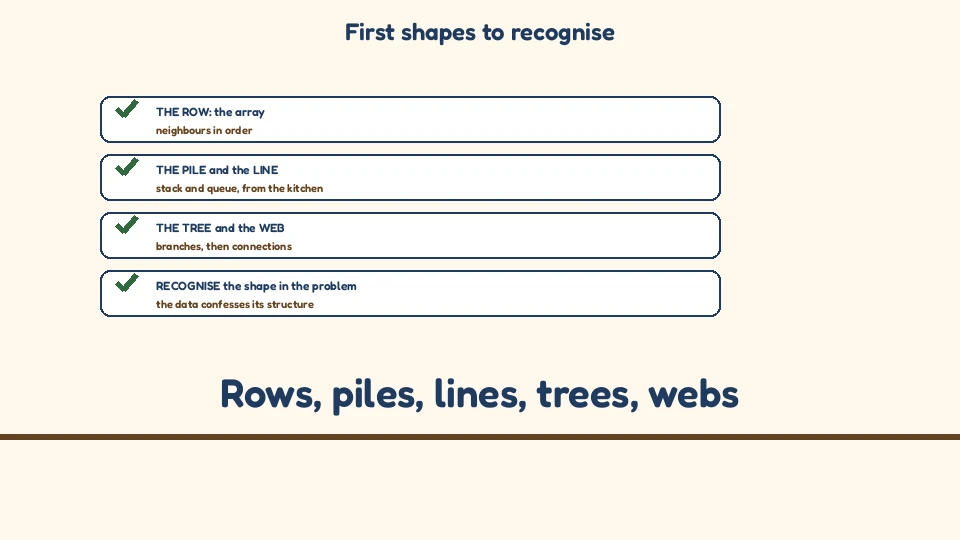 First shapes to recognise
THE ROW: the array
neighbours in order
THE PILE and the LINE
stack and queue, from the kitchen
THE TREE and the WEB
branches, then connections
RECOGNISE the shape in the problem
the data confesses its structure
Rows, piles, lines, trees, webs